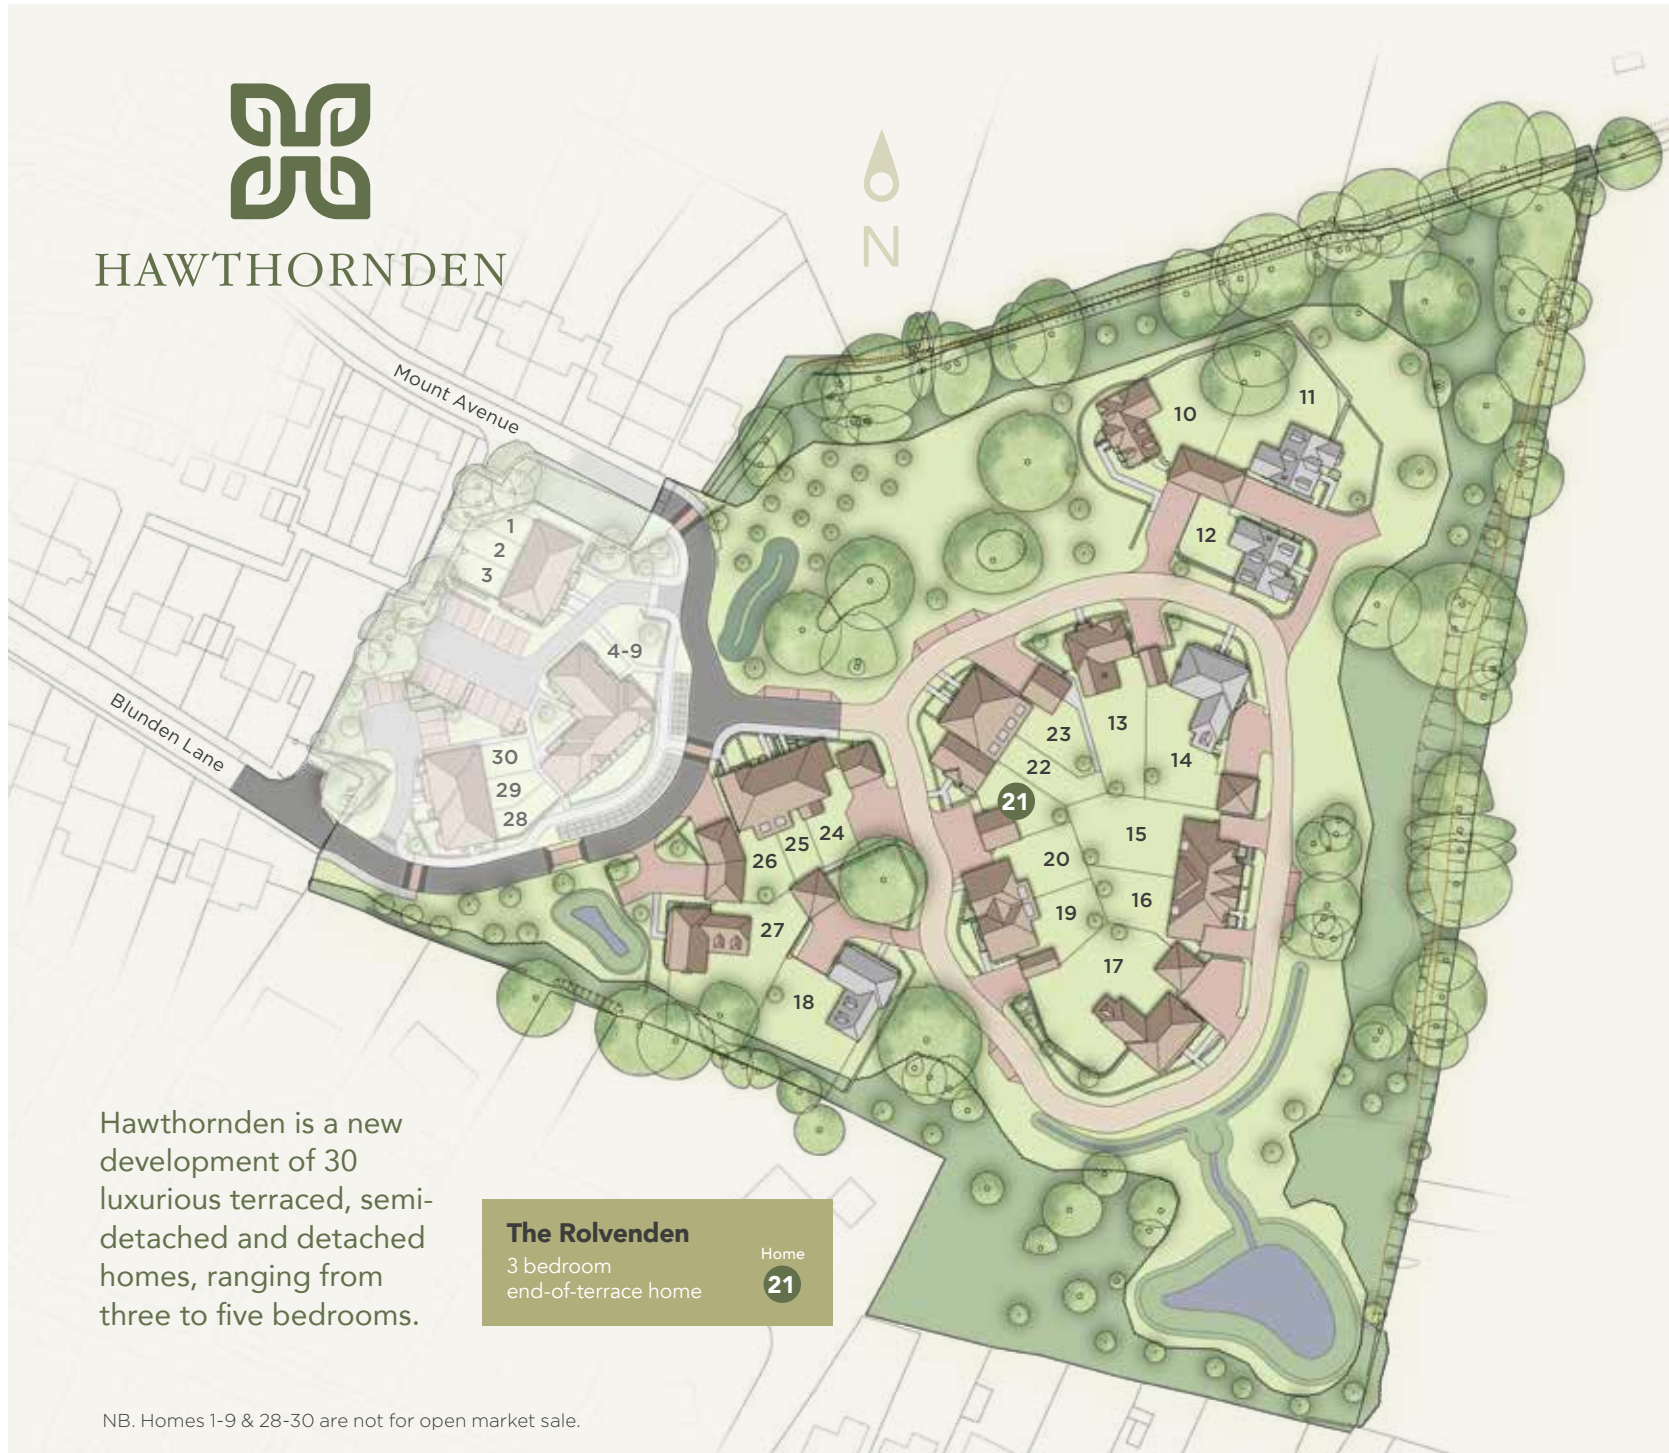 HAWTHORNDEN
N
Mount Avenue
Blunden Lane
1
2
3
4-9
30
29
28
10
11
12
13
14
23
22
21
15
20
16
19
17
24
25
26
27
18
Hawthornden is a new
development of 30
luxurious terraced, semi-
detached and detached
homes, ranging from
three to five bedrooms.
The Rolvenden
3 bedroom
end-of-terrace home
Home
21
NB. Homes 1-9 & 28-30 are not for open market sale.